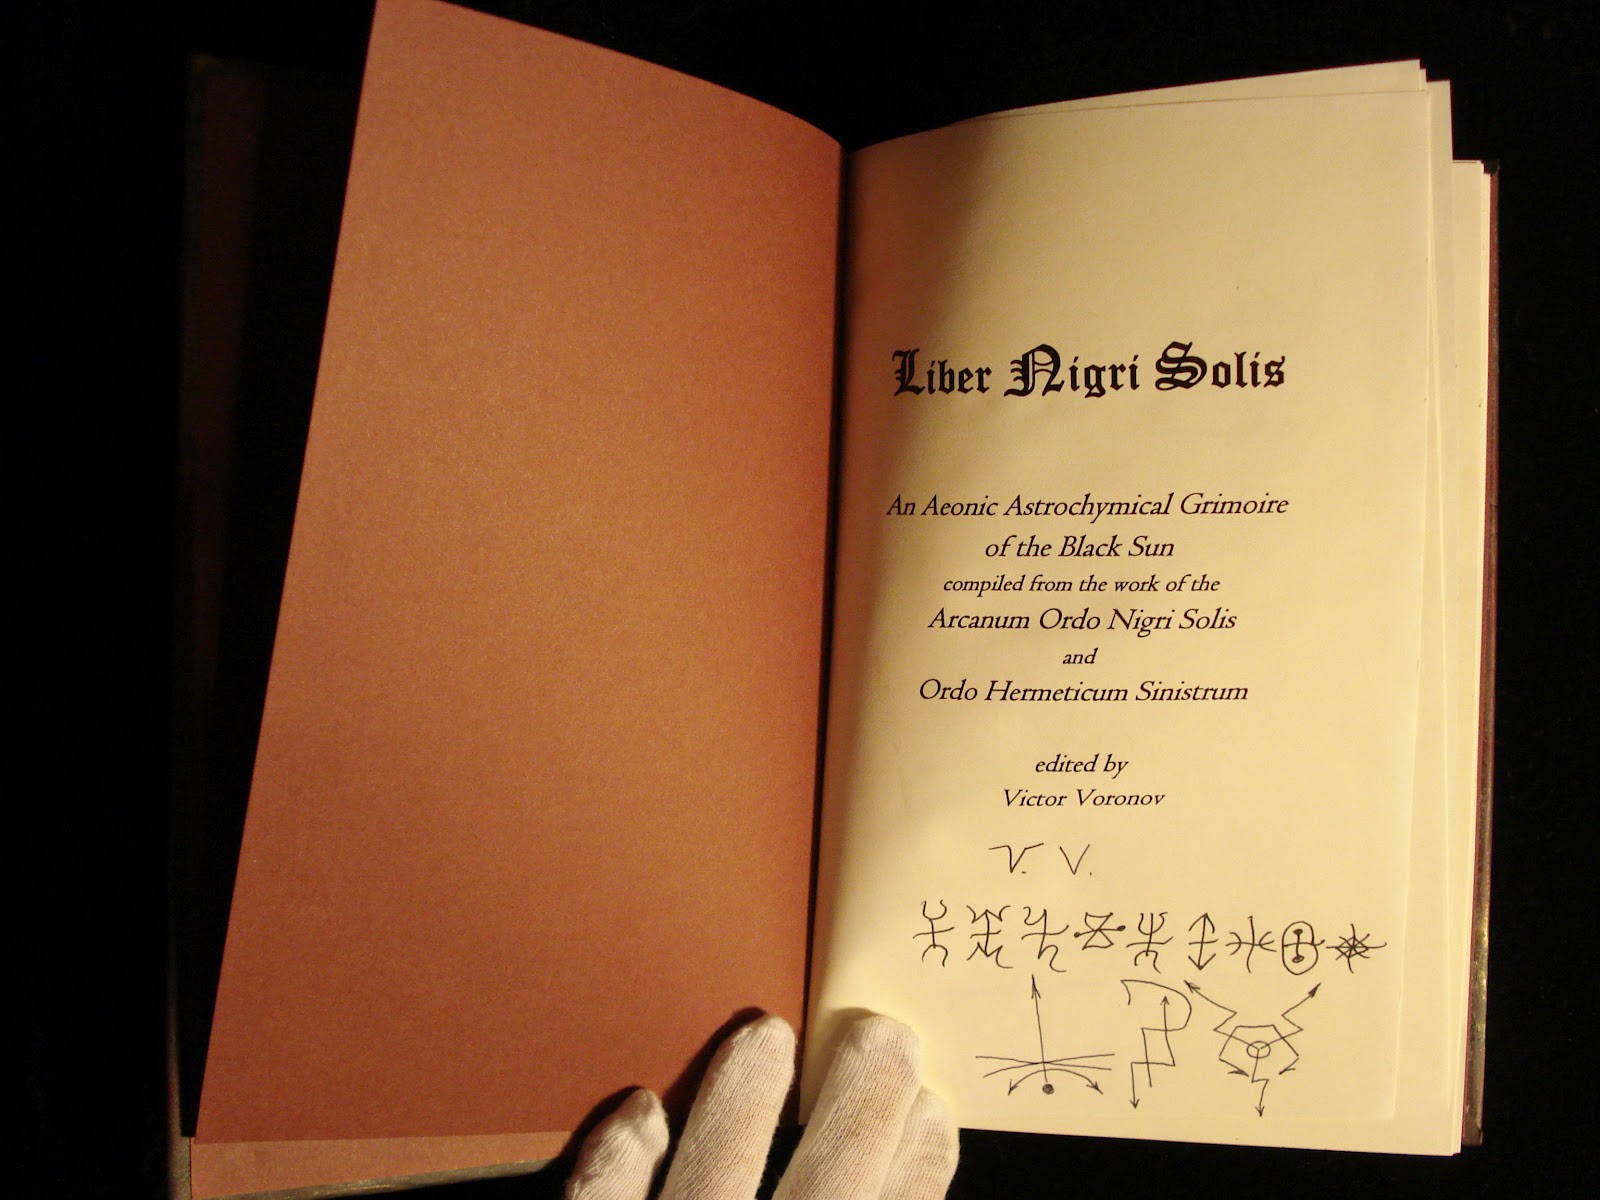 Liber Nigri Solis
An Aeonic Astrochymical Grimoire
of the Black Sun
compiled from the work of the
Arcanum Ordo Nigri Solis
and
Ordo Hermeticum Sinistrum
edited by
Victor Voronov
V. V.